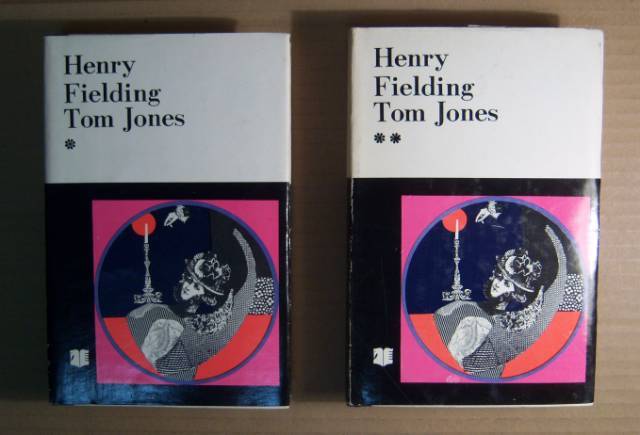 Henry
Fielding
Tom Jones
*
Henry
Fielding
Tom Jones
**